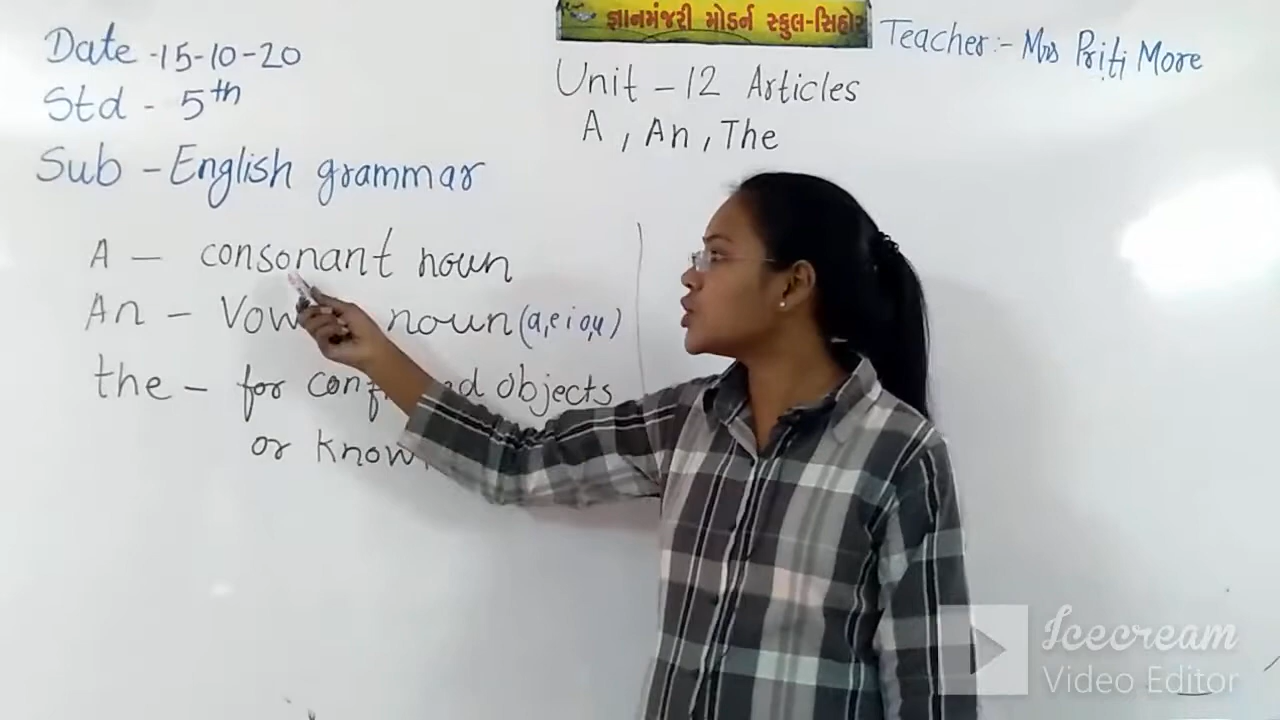 જ્ઞાનમંજરી મોડર્ન સ્કુલ-સિહોર
Teacher:- Mrs Priti More
Date -15-10-20
Std - 5th
Sub - English grammar
Unit - 12 Articles
A, An, The
A - consonant noun
An - Vow noun (a,e i o,u)
the - for conf d objects
or know
Icecream
Video Editor